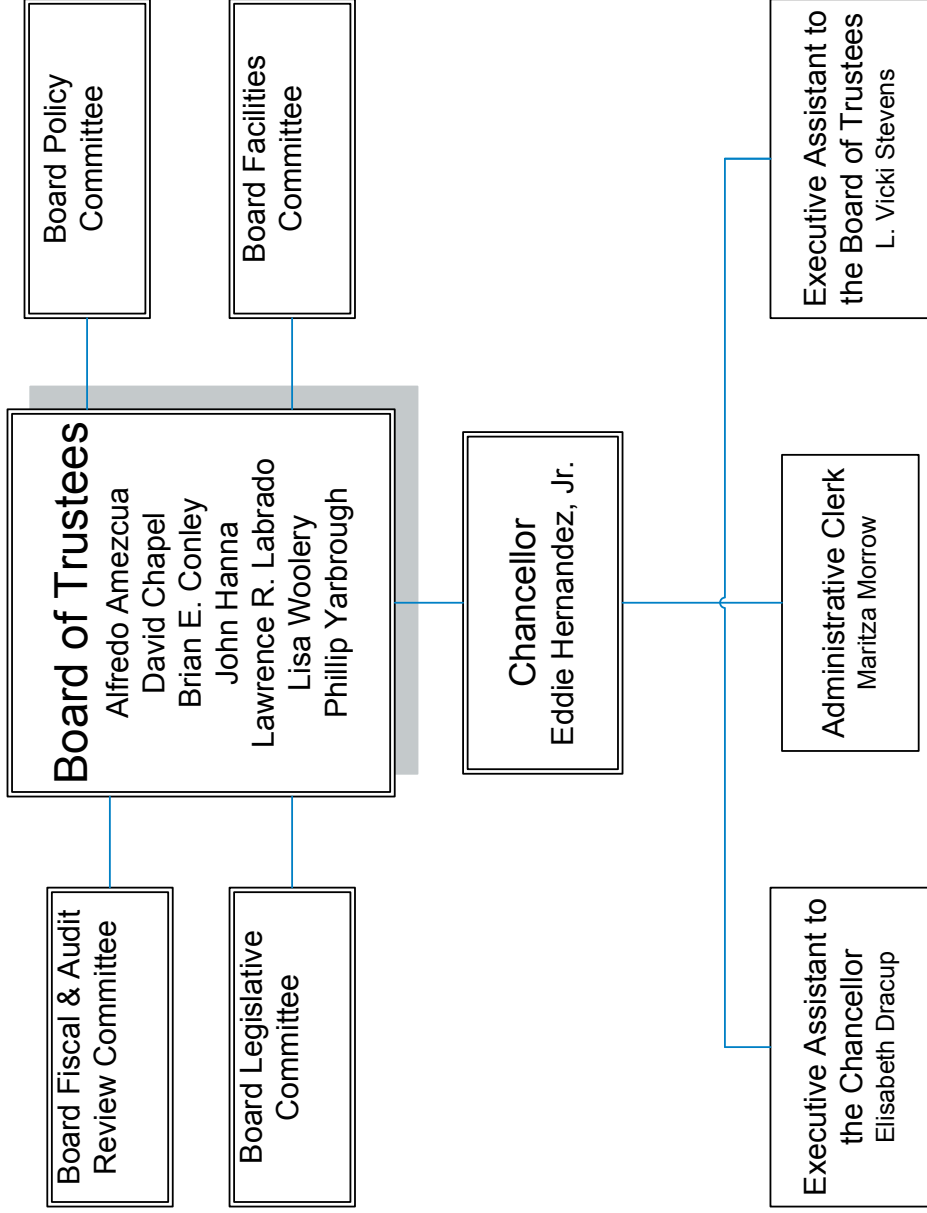 Board of Trustees
Alfredo Amezcua
David Chapel
Brian E. Conley
John Hanna
Lawrence R. Labrado
Lisa Woolery
Phillip Yarbrough
Board Fiscal & Audit
Review Committee
Board Legislative
Committee
Board Policy
Committee
Board Facilities
Committee
Chancellor
Eddie Hernandez, Jr.
Executive Assistant to
the Chancellor
Elisabeth Dracup
Administrative Clerk
Maritza Morrow
Executive Assistant to
the Board of Trustees
L. Vicki Stevens